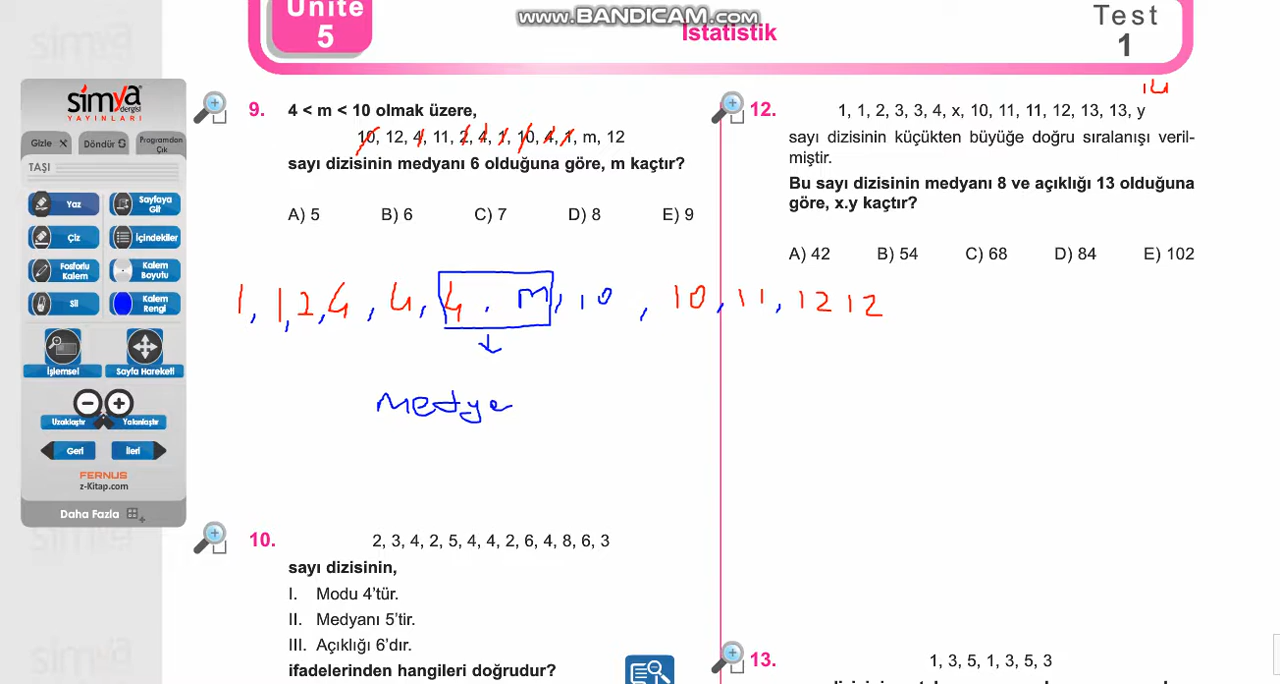 www.BANDICAM.com
Ünite
5
İstatistik
Test
1
simya
dergisi
YAYINLARI
Gizle X
Döndür
Programdan Çık
TAŞI
Yaz
Sayfaya Git
Çiz
İçindekiler
Fosforlu Kalem
Kalem Boyutu
Sil
Kalem Rengi
İşlemsel
Sayfa Hareketi
Uzaklaştır
Yakınlaştır
Geri
İleri
FERNUS
z-Kitap.com
Daha Fazla
9. 4 < m < 10 olmak üzere,
10, 12, 4, 11, 2, 4, 1, 10, 4, 1, m, 12
sayı dizisinin medyanı 6 olduğuna göre, m kaçtır?
A) 5 B) 6 C) 7 D) 8 E) 9
1, 1, 2, 4, 4, 4, m, 10, 10, 11, 12 12
Medya
10. 2, 3, 4, 2, 5, 4, 4, 2, 6, 4, 8, 6, 3
sayı dizisinin,
I. Modu 4'tür.
II. Medyanı 5'tir.
III. Açıklığı 6'dır.
ifadelerinden hangileri doğrudur?
14
12. 1, 1, 2, 3, 3, 4, x, 10, 11, 11, 12, 13, 13, y
sayı dizisinin küçükten büyüğe doğru sıralanışı veril-
miştir.
Bu sayı dizisinin medyanı 8 ve açıklığı 13 olduğuna
göre, x.y kaçtır?
A) 42 B) 54 C) 68 D) 84 E) 102
13. 1, 3, 5, 1, 3, 5, 3